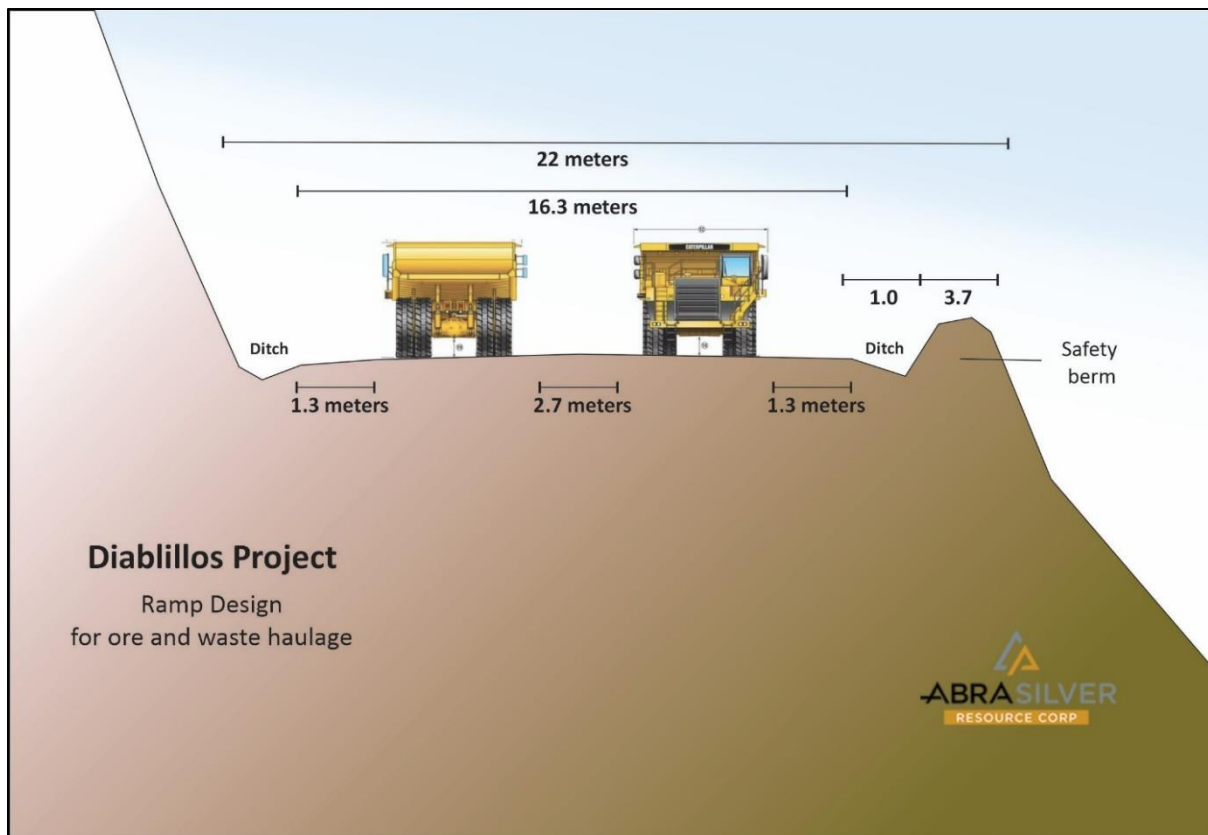 22 meters
16.3 meters
CATERPILLAR
1.0 3.7
Ditch
Ditch
Safety
berm
1.3 meters
2.7 meters
1.3 meters
Diablillos Project
Ramp Design
for ore and waste haulage
ABRASILVER
RESOURCE CORP